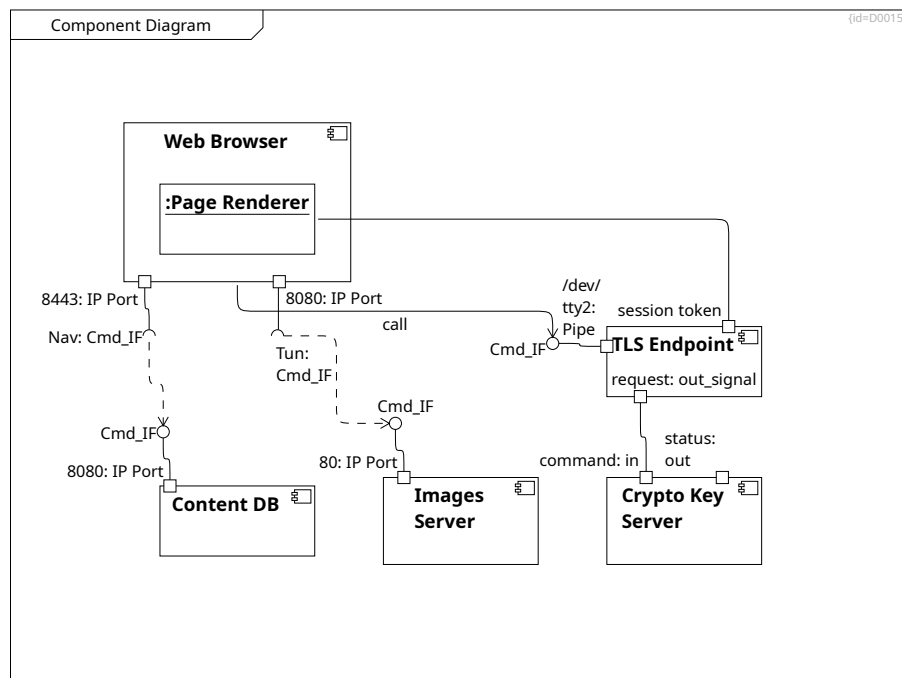 Component Diagram
{id=D0015
Web Browser
:Page Renderer
8443: IP Port
8080: IP Port
/dev/
tty2:
Pipe
session token
call
Nav: Cmd_IF
Tun:
Cmd_IF
Cmd_IF
TLS Endpoint
request: out_signal
Cmd_IF
Cmd_IF
8080: IP Port
80: IP Port
command: in
status:
out
Content DB
Images
Server
Crypto Key
Server